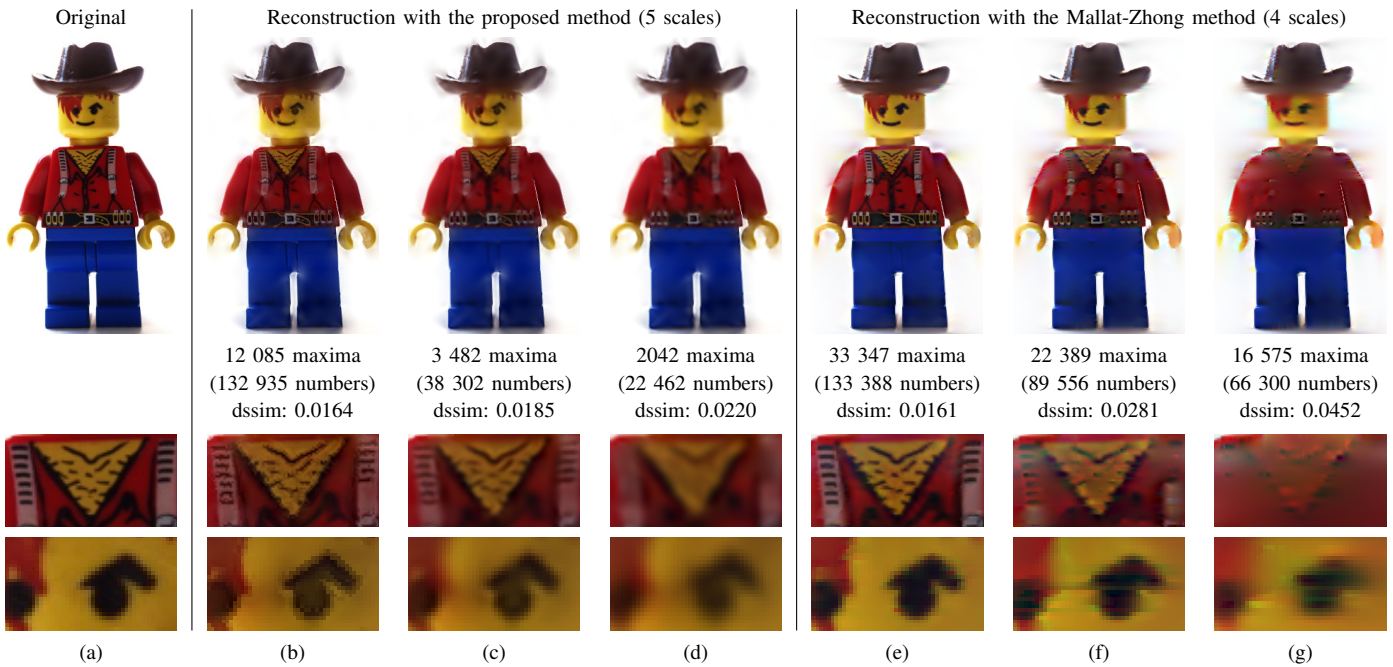 Original
Reconstruction with the proposed method (5 scales)
Reconstruction with the Mallat-Zhong method (4 scales)
12 085 maxima
(132 935 numbers)
dssim: 0.0164
3 482 maxima
(38 302 numbers)
dssim: 0.0185
2042 maxima
(22 462 numbers)
dssim: 0.0220
33 347 maxima
(133 388 numbers)
dssim: 0.0161
22 389 maxima
(89 556 numbers)
dssim: 0.0281
16 575 maxima
(66 300 numbers)
dssim: 0.0452
(a)
(b)
(c)
(d)
(e)
(f)
(g)